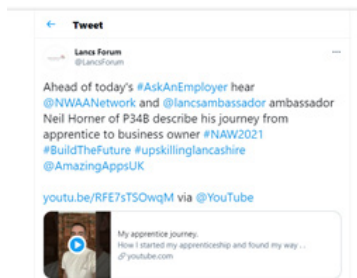 ← Tweet
Lancs Forum
@LancsForum
Ahead of today's #AskAnEmployer hear
@NWAANetwork and @lancsambassador ambassador
Neil Horner of P34B describe his journey from
apprentice to business owner #NAW2021
#BuildTheFuture #upskillinglancashire
@AmazingAppsUK
youtu.be/RFE7sTSOwqM via @YouTube
My apprentice journey.
How I started my apprenticeship and found my way . .
youtube.com